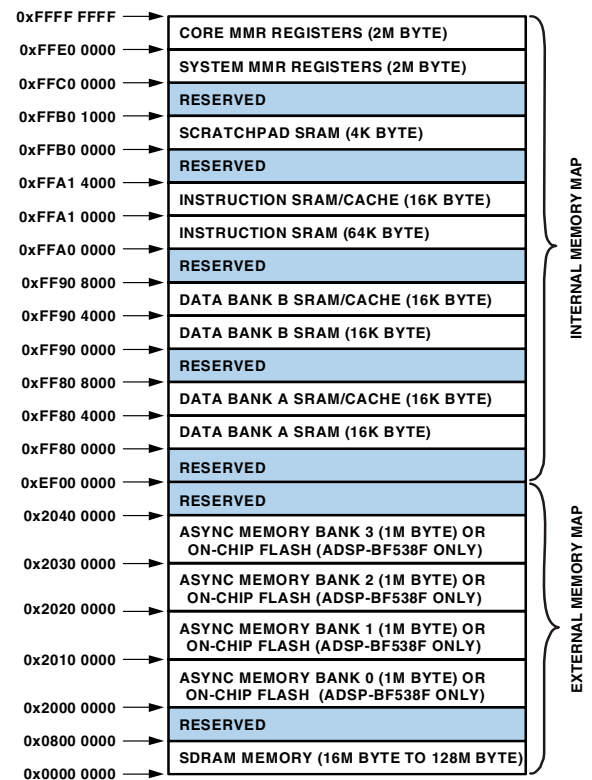 0xFFFF FFFF
CORE MMR REGISTERS (2M BYTE)
0xFFE0 0000
SYSTEM MMR REGISTERS (2M BYTE)
0xFFC0 0000
RESERVED
0xFFB0 1000
SCRATCHPAD SRAM (4K BYTE)
0xFFB0 0000
RESERVED
0xFFA1 4000
INSTRUCTION SRAM/CACHE (16K BYTE)
0xFFA1 0000
INSTRUCTION SRAM (64K BYTE)
0xFFA0 0000
RESERVED
0xFF90 8000
DATA BANK B SRAM/CACHE (16K BYTE)
0xFF90 4000
DATA BANK B SRAM (16K BYTE)
0xFF90 0000
RESERVED
0xFF80 8000
DATA BANK A SRAM/CACHE (16K BYTE)
0xFF80 4000
DATA BANK A SRAM (16K BYTE)
0xFF80 0000
RESERVED
0xEF00 0000
RESERVED
0x2040 0000
ASYNC MEMORY BANK 3 (1M BYTE) OR
ON-CHIP FLASH (ADSP-BF538F ONLY)
0x2030 0000
ASYNC MEMORY BANK 2 (1M BYTE) OR
ON-CHIP FLASH (ADSP-BF538F ONLY)
0x2020 0000
ASYNC MEMORY BANK 1 (1M BYTE) OR
ON-CHIP FLASH (ADSP-BF538F ONLY)
0x2010 0000
ASYNC MEMORY BANK 0 (1M BYTE) OR
ON-CHIP FLASH (ADSP-BF538F ONLY)
0x2000 0000
RESERVED
0x0800 0000
SDRAM MEMORY (16M BYTE TO 128M BYTE)
0x0000 0000
INTERNAL MEMORY MAP
EXTERNAL MEMORY MAP